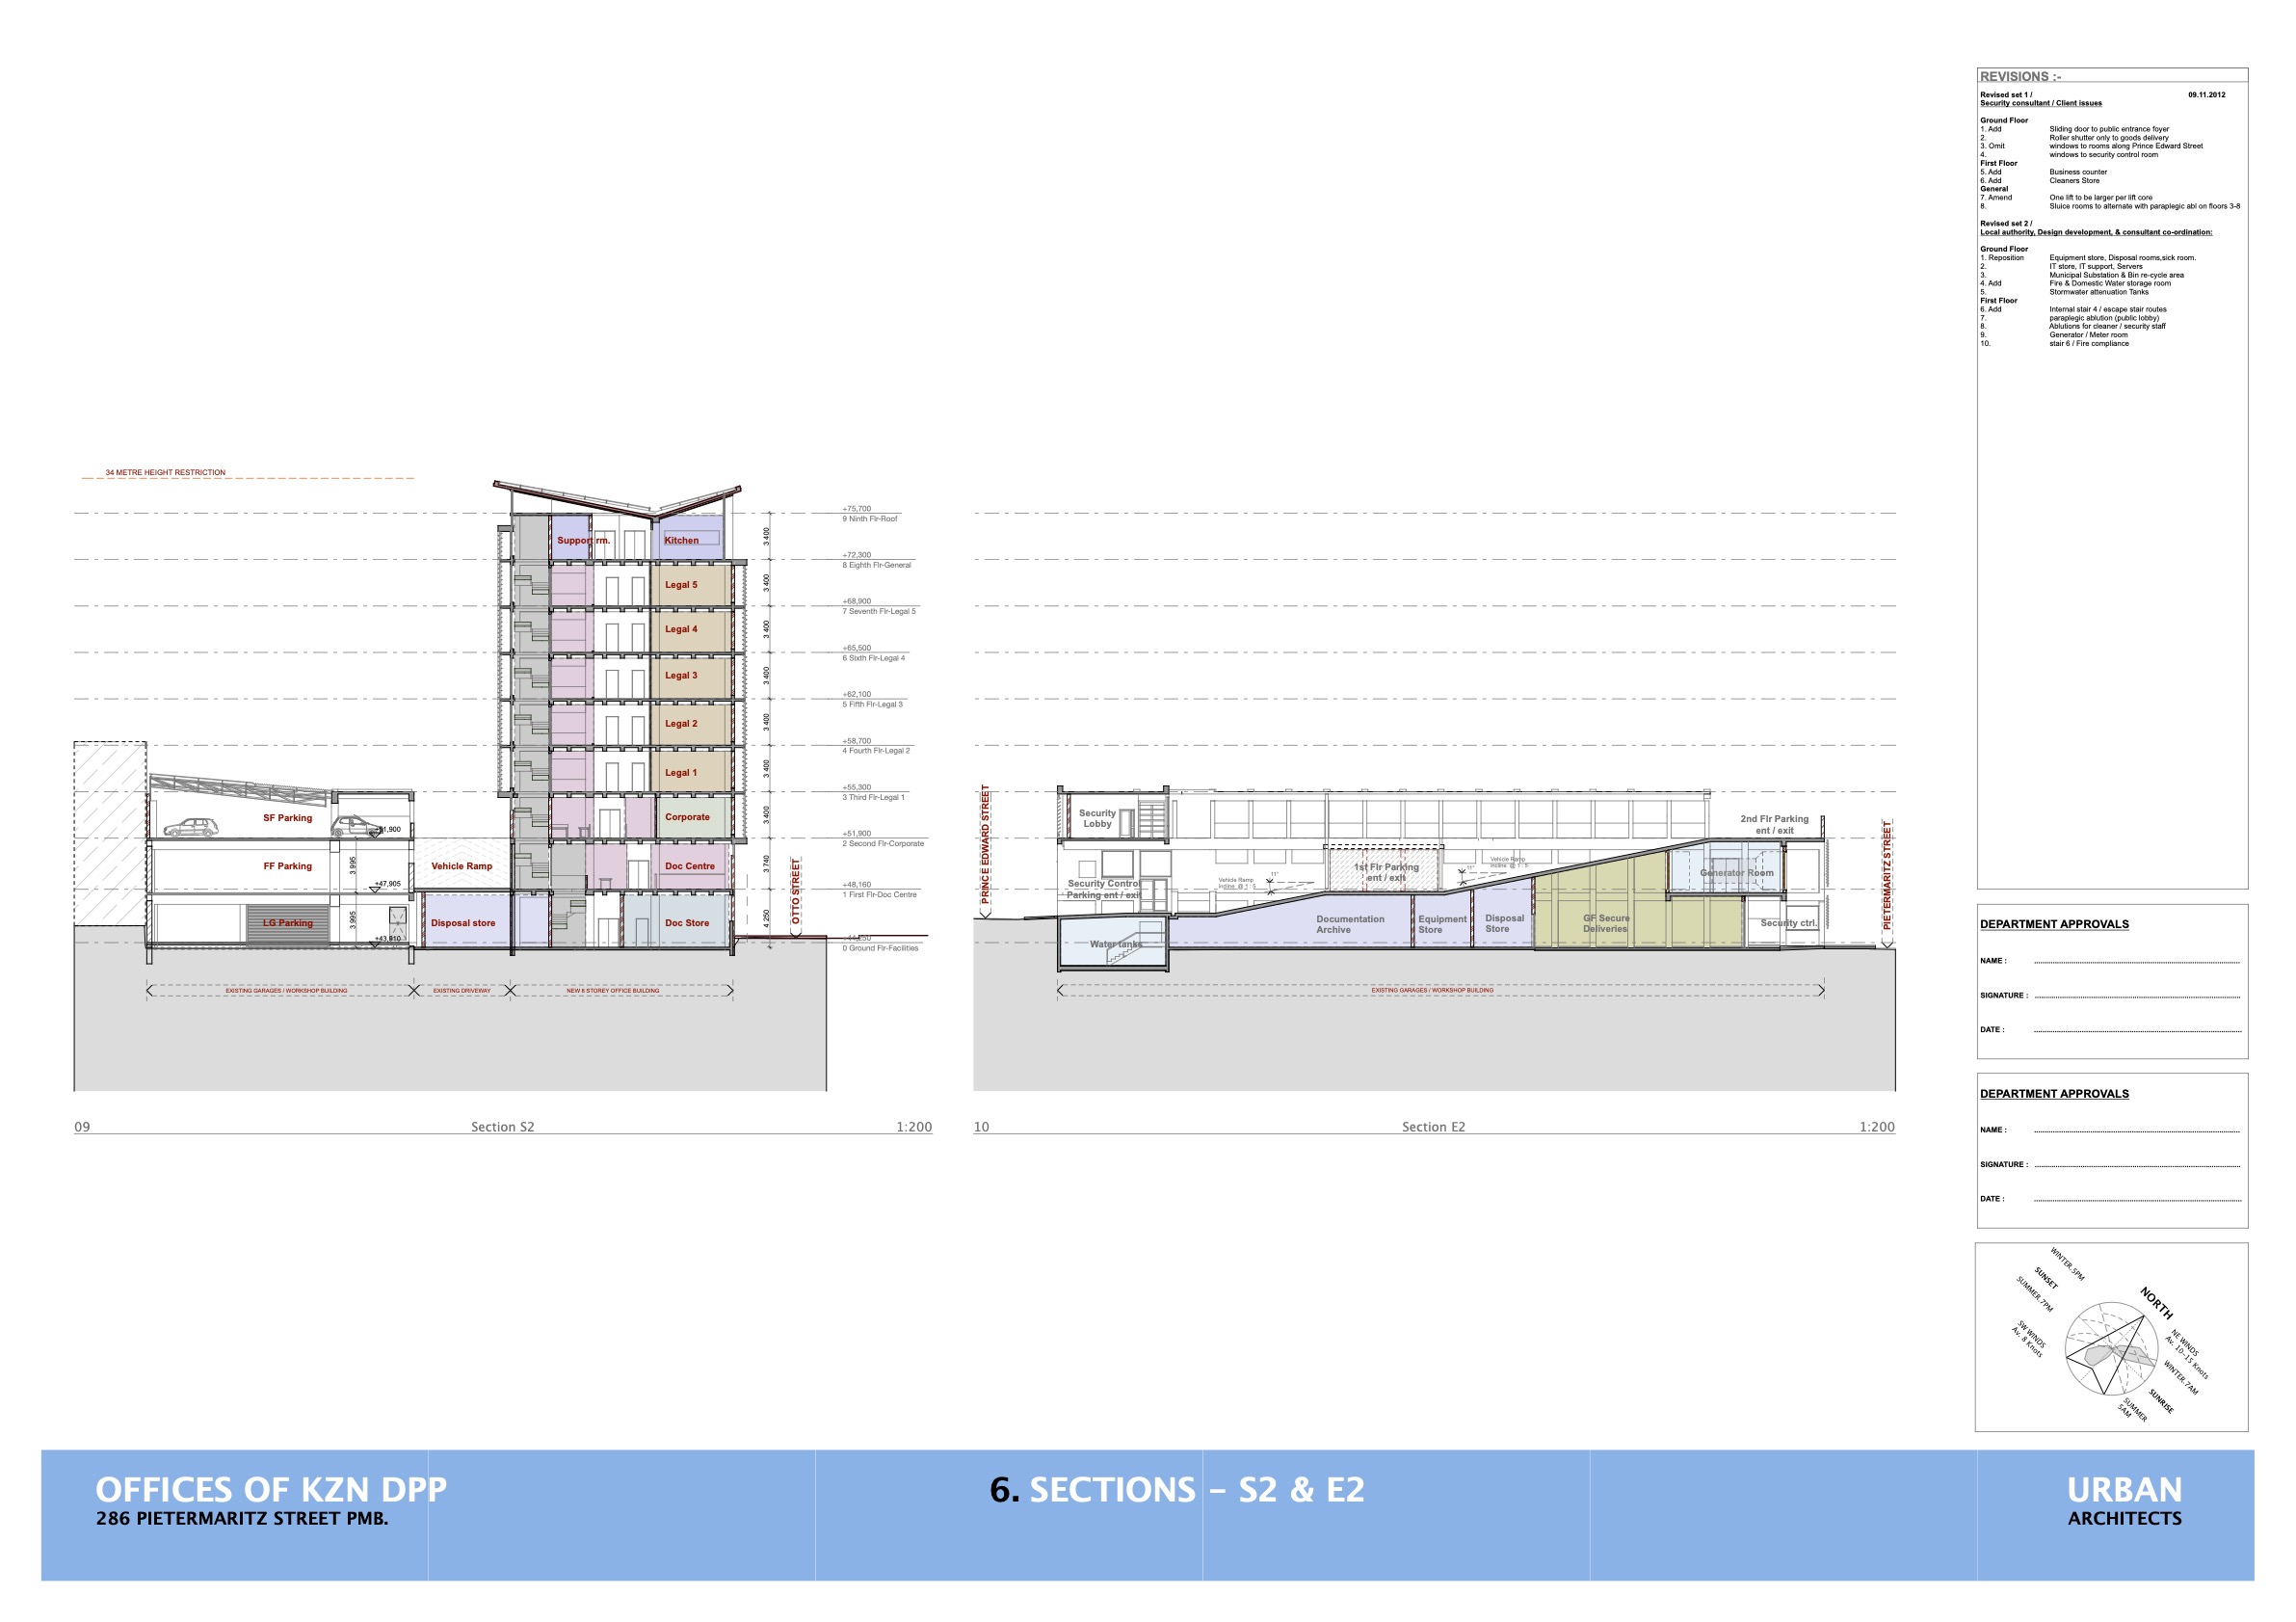 REVISIONS :-
Revised set 1 / 09.11.2012
Security consultant / Client issues
Ground Floor
1. Add Sliding door to public entrance foyer
2. Roller shutter only to goods delivery
3. Omit windows to rooms along Prince Edward Street
4. windows to security control room
First Floor
5. Add Business counter
6. Add Cleaners Store
General
7. Amend One lift to be larger per lift core
8. Sluice rooms to alternate with paraplegic abl on floors 3-8
Revised set 2 /
Local authority, Design development, & consultant co-ordination:
Ground Floor
1. Reposition Equipment store, Disposal rooms,sick room.
2. IT store, IT support, Servers
3. Municipal Substation & Bin re-cycle area
4. Add Fire & Domestic Water storage room
5. Stormwater attenuation Tanks
First Floor
6. Add Internal stair 4 / escape stair routes
7. paraplegic ablution (public lobby)
8. Ablutions for cleaner / security staff
9. Generator / Meter room
10. stair 6 / Fire compliance
34 METRE HEIGHT RESTRICTION
Support rm.
Kitchen
Legal 5
Legal 4
Legal 3
Legal 2
Legal 1
Corporate
Doc Centre
Doc Store
SF Parking
FF Parking
LG Parking
Vehicle Ramp
Disposal store
+47,905
+43,910
3 995
3 995
3 400
3 400
3 400
3 400
3 400
3 400
3 400
3 740
4 250
OTTO STREET
+75,700
9 Ninth Flr-Roof
+72,300
8 Eighth Flr-General
+68,900
7 Seventh Flr-Legal 5
+65,500
6 Sixth Flr-Legal 4
+62,100
5 Fifth Flr-Legal 3
+58,700
4 Fourth Flr-Legal 2
+55,300
3 Third Flr-Legal 1
+51,900
2 Second Flr-Corporate
+48,160
1 First Flr-Doc Centre
0 Ground Flr-Facilities
EXISTING GARAGES / WORKSHOP BUILDING
EXISTING DRIVEWAY
NEW 8 STOREY OFFICE BUILDING
09 Section S2 1:200
PRINCE EDWARD STREET
Security
Lobby
Security Control
Parking ent / exit
Water tanks
Vehicle Ramp
incline @ 1 : 5
11°
1st Flr Parking
ent / exit
11°
Vehicle Ramp
incline @ 1 : 5
2nd Flr Parking
ent / exit
Generator Room
Documentation
Archive
Equipment
Store
Disposal
Store
GF Secure
Deliveries
Security ctrl.
PIETERMARITZ STREET
EXISTING GARAGES / WORKSHOP BUILDING
10 Section E2 1:200
DEPARTMENT APPROVALS
NAME :
SIGNATURE :
DATE :
DEPARTMENT APPROVALS
NAME :
SIGNATURE :
DATE :
WINTER.5PM
SUNSET
SUMMER.7PM
NORTH
SW WINDS
Av. 8 Knots
NE WINDS
Av. 10-15 Knots
WINTER.7AM
SUNRISE
SUMMER
5AM
OFFICES OF KZN DPP
286 PIETERMARITZ STREET PMB.
6. SECTIONS - S2 & E2
URBAN
ARCHITECTS